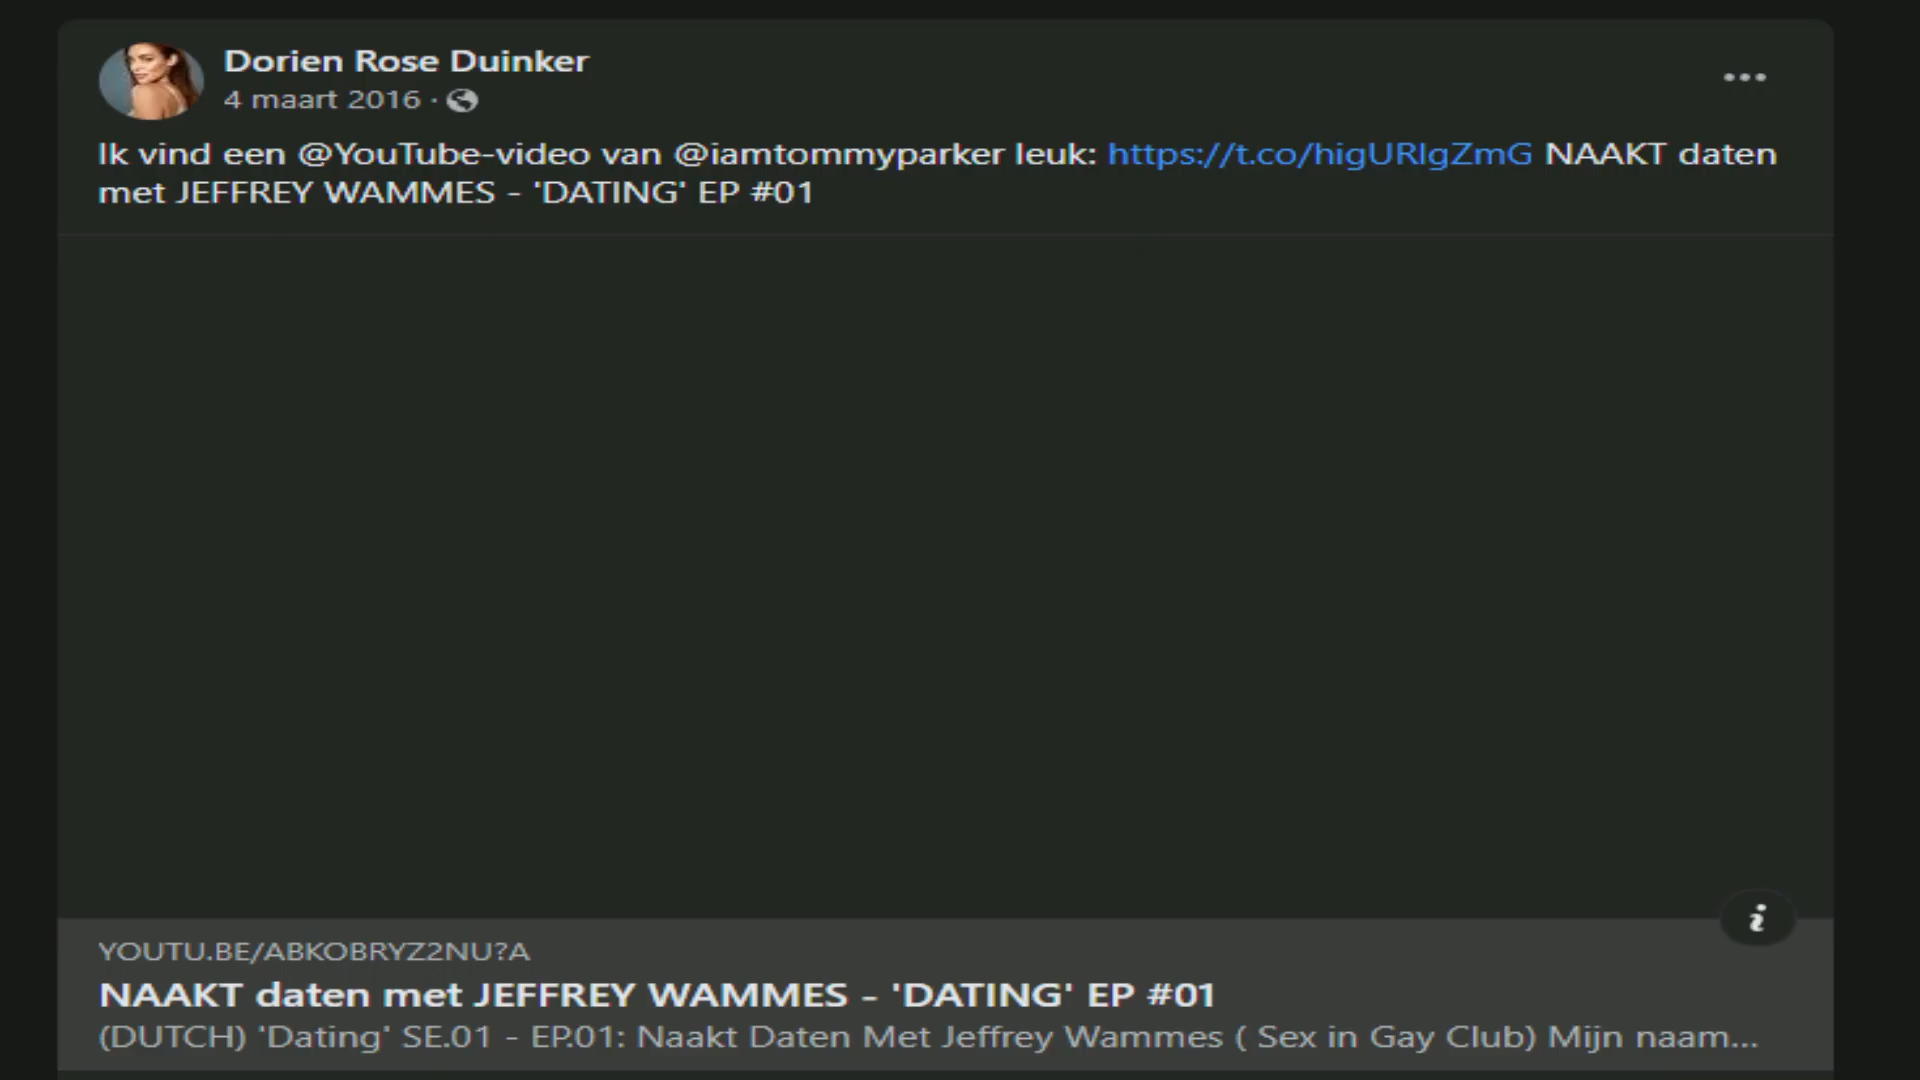 Dorien Rose Duinker
4 maart 2016 ·
Ik vind een @YouTube-video van @iamtommyparker leuk: https://t.co/higURlgZmG NAAKT daten
met JEFFREY WAMMES - 'DATING' EP #01
YOUTU.BE/ABKOBRYZ2NU?A
NAAKT daten met JEFFREY WAMMES - 'DATING' EP #01
(DUTCH) 'Dating' SE.01 - EP.01: Naakt Daten Met Jeffrey Wammes ( Sex in Gay Club) Mijn naam...